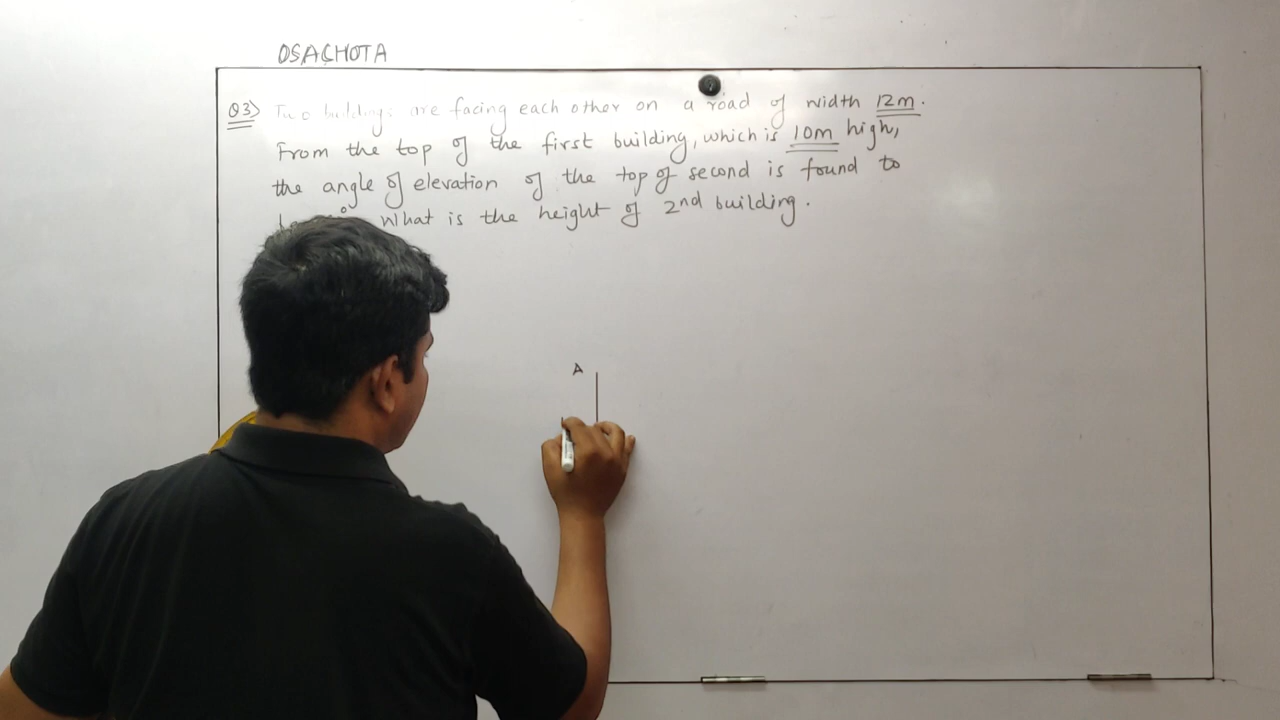 OSACHOTA
Q3) Two buildings are facing each other on a road of width 12m.
From the top of the first building, which is 10m high,
the angle of elevation of the top of second is found to
What is the height of 2nd building.
A